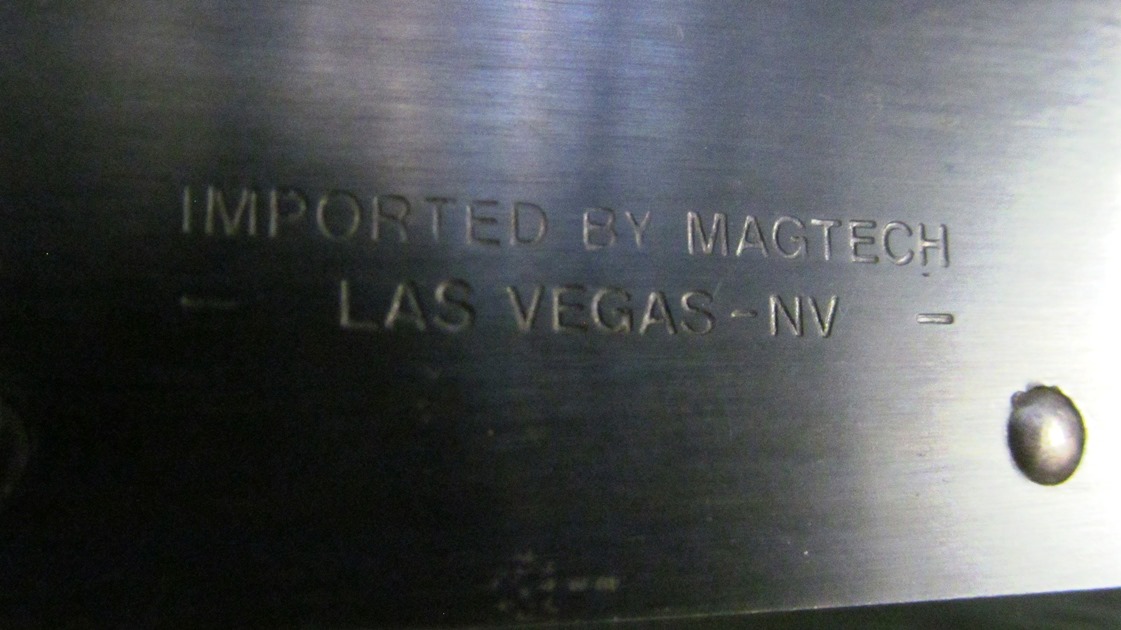 IMPORTED BY MAGTECH
- LAS VEGAS-NV -